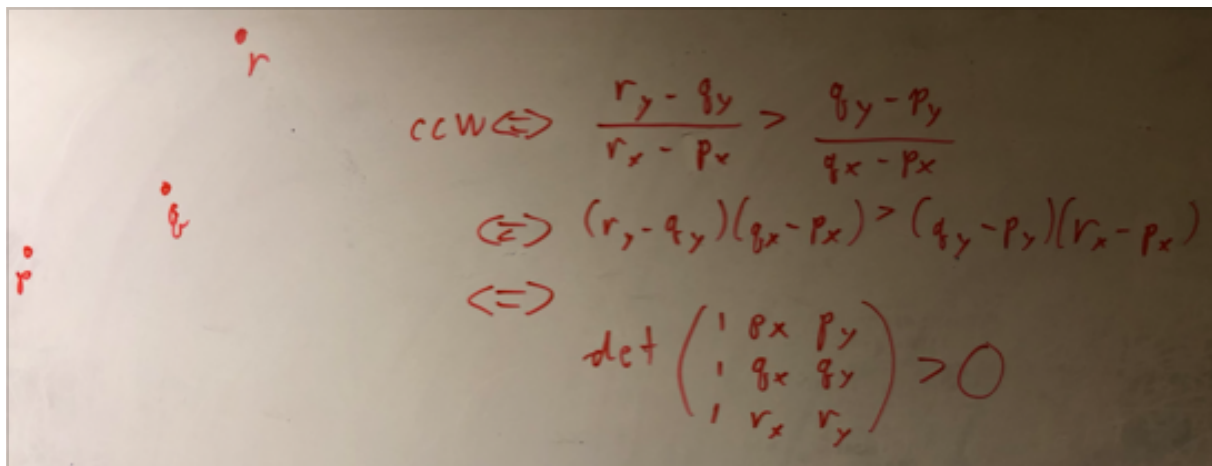 r
ccw <=> (r_y - q_y)/(r_x - p_x) > (q_y - p_y)/(q_x - p_x)
q
<=> (r_y - q_y)(q_x - p_x) > (q_y - p_y)(r_x - p_x)
p
<=>
det ( 1 p_x p_y
1 q_x q_y
1 r_x r_y ) > 0